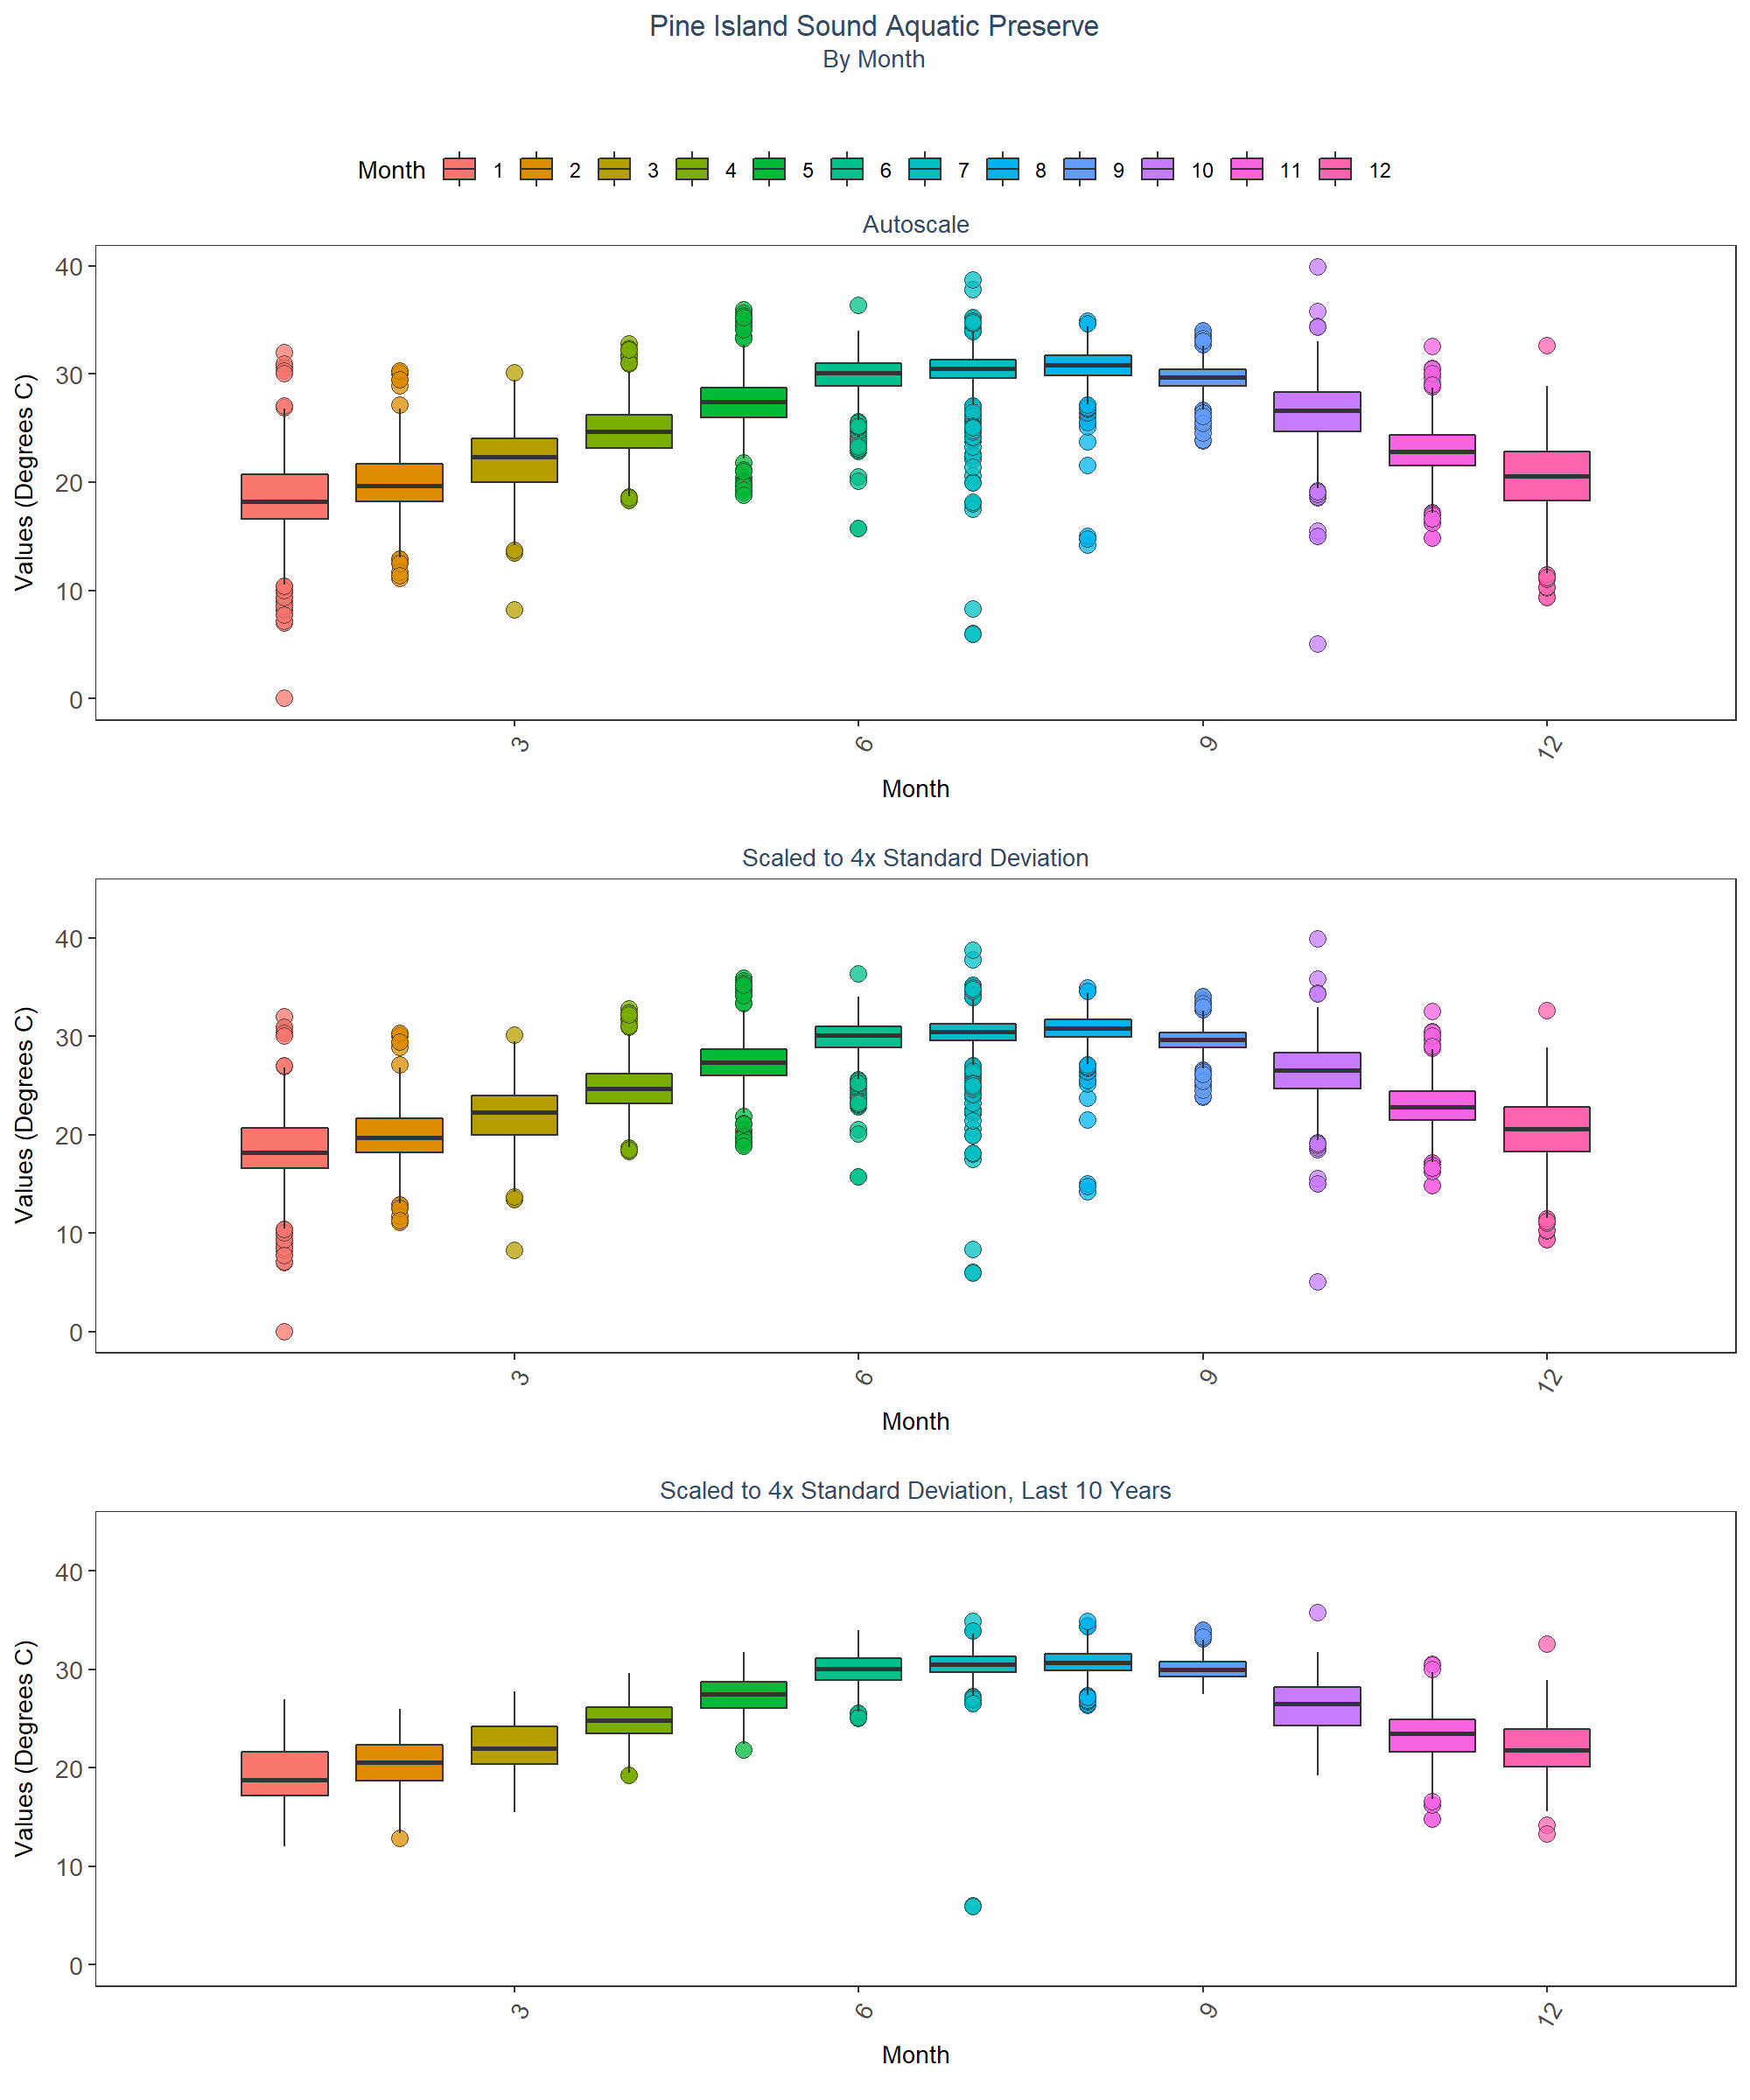 Pine Island Sound Aquatic Preserve
By Month
Month 1 2 3 4 5 6 7 8 9 10 11 12
Autoscale
Values (Degrees C)
40
30
20
10
0
3 6 9 12
Month
Scaled to 4x Standard Deviation
Values (Degrees C)
40
30
20
10
0
3 6 9 12
Month
Scaled to 4x Standard Deviation, Last 10 Years
Values (Degrees C)
40
30
20
10
0
3 6 9 12
Month